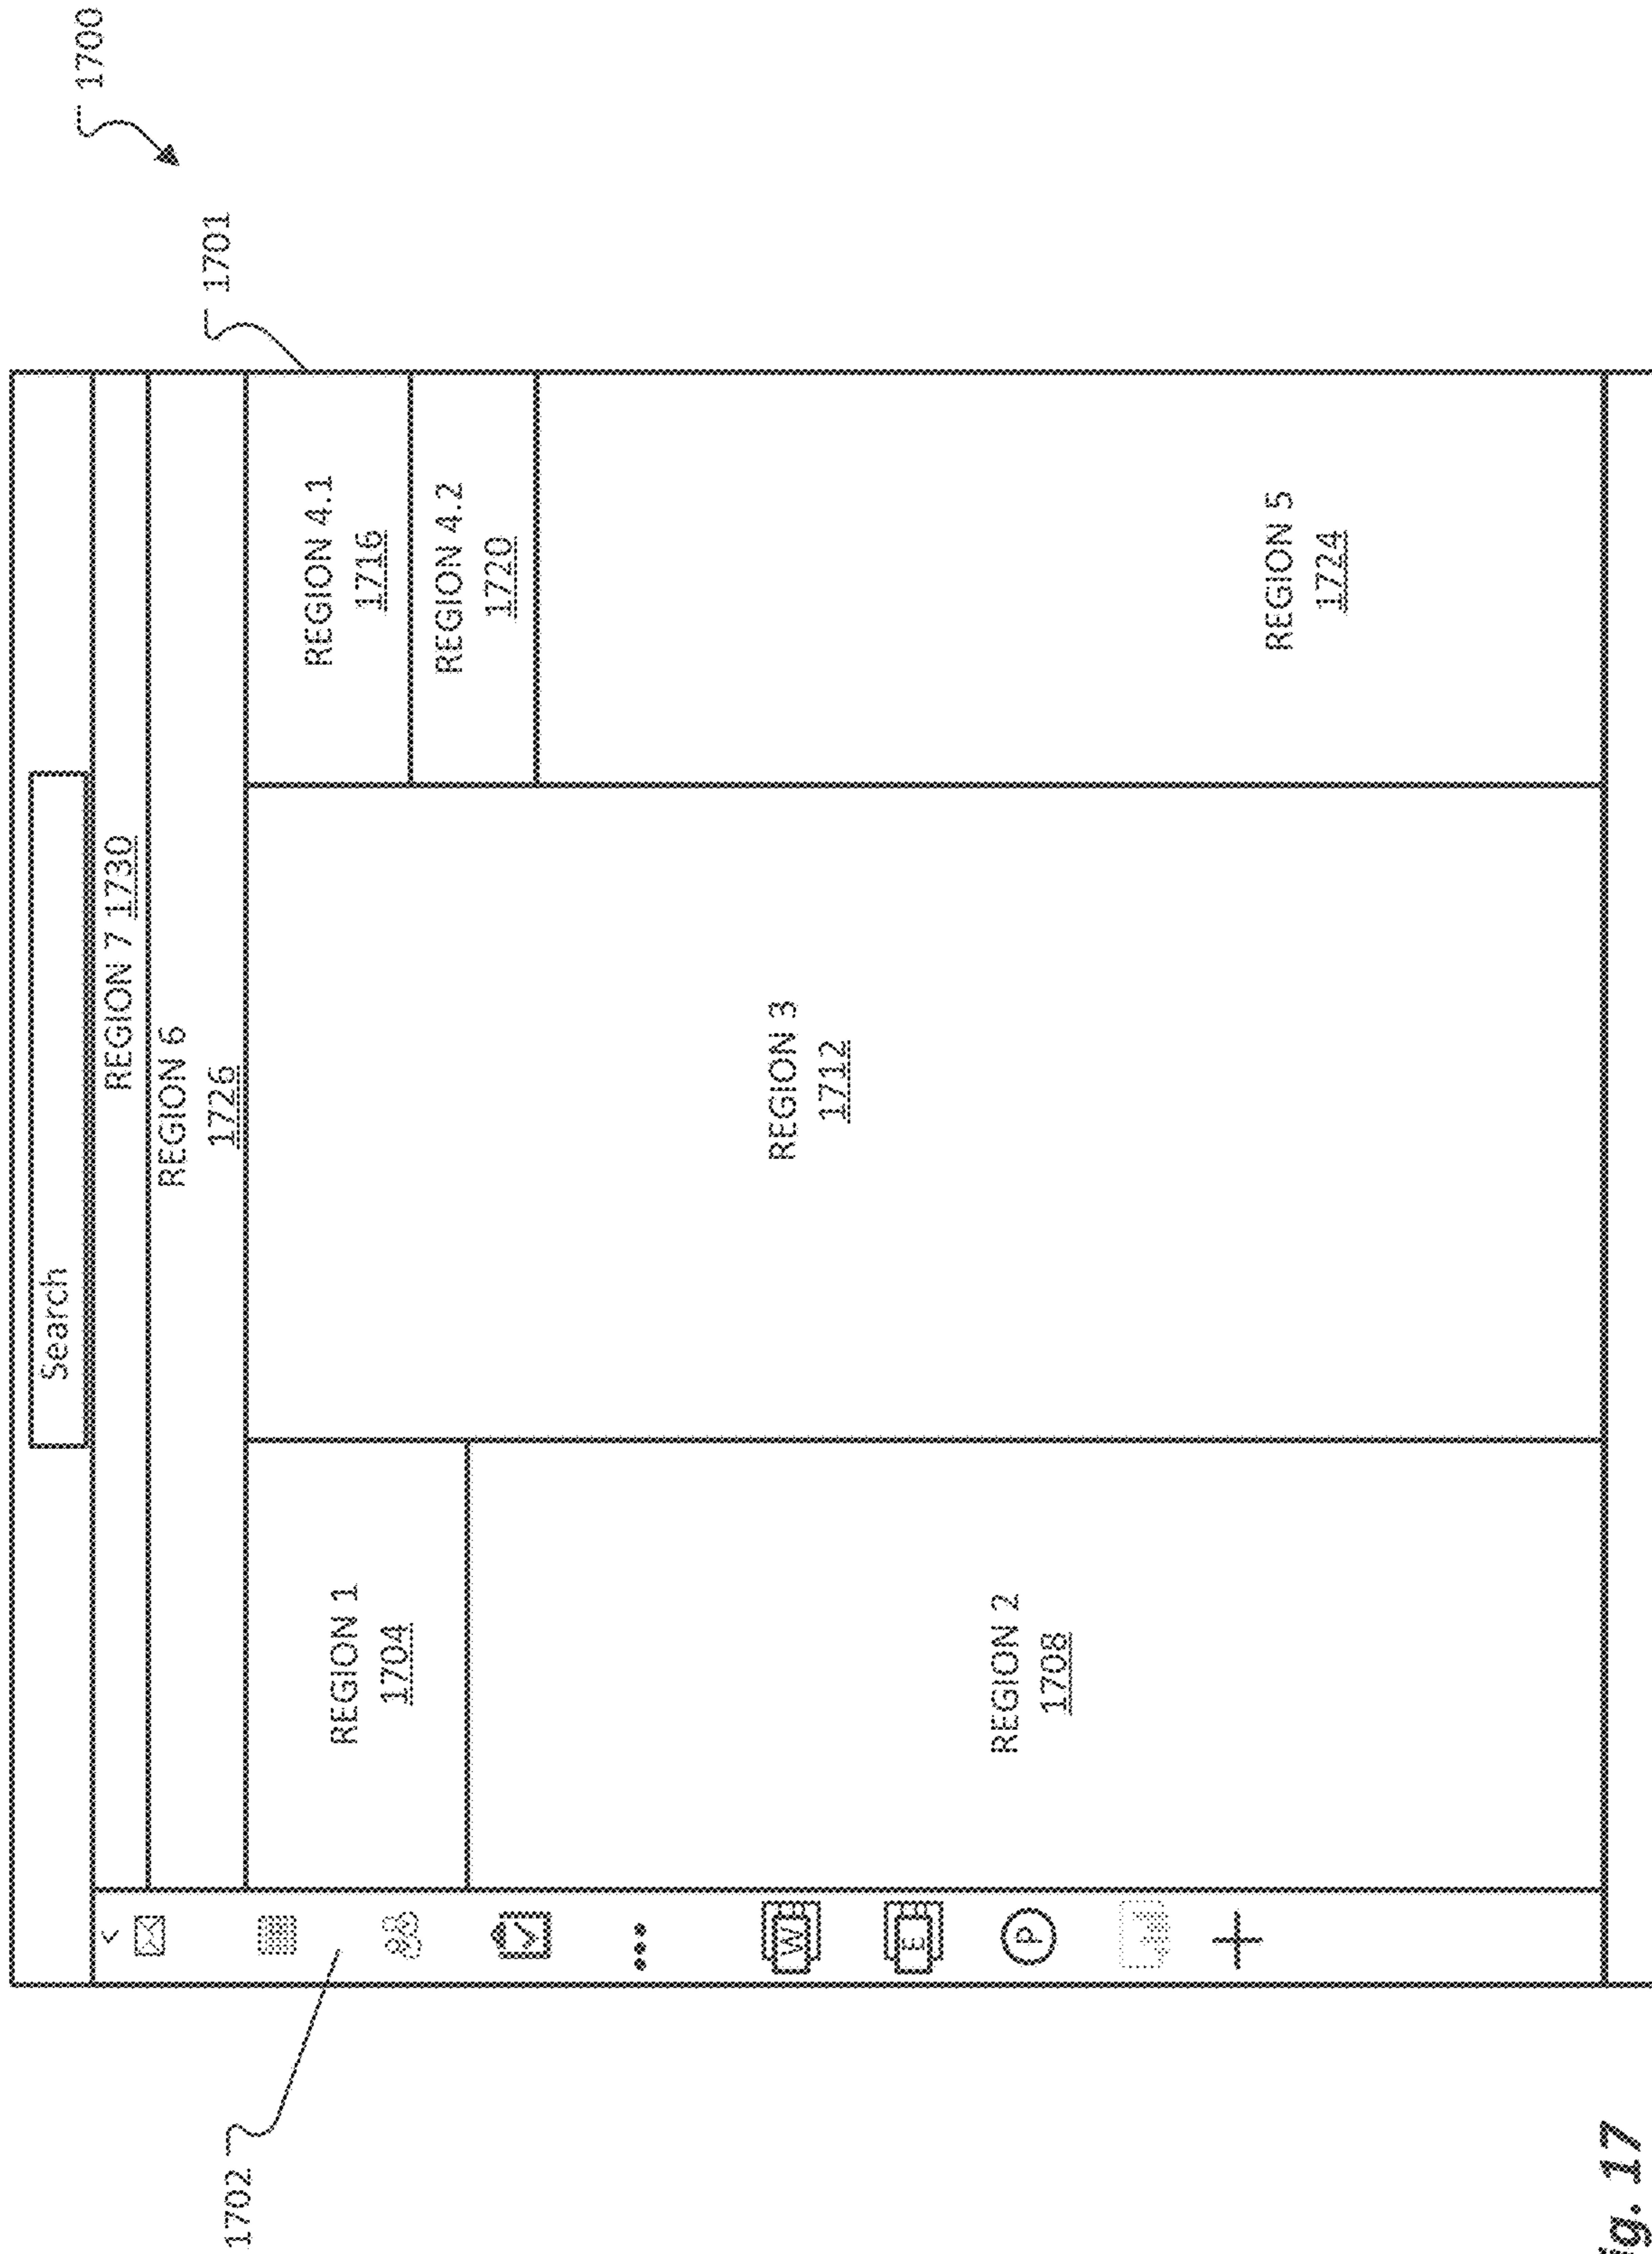 1700
1701
Search
REGION 7 1730
REGION 6
1726
1702
REGION 1
1704
REGION 2
1708
REGION 3
1712
REGION 4.1
1716
REGION 4.2
1720
REGION 5
1724
W
E
P
ig. 17